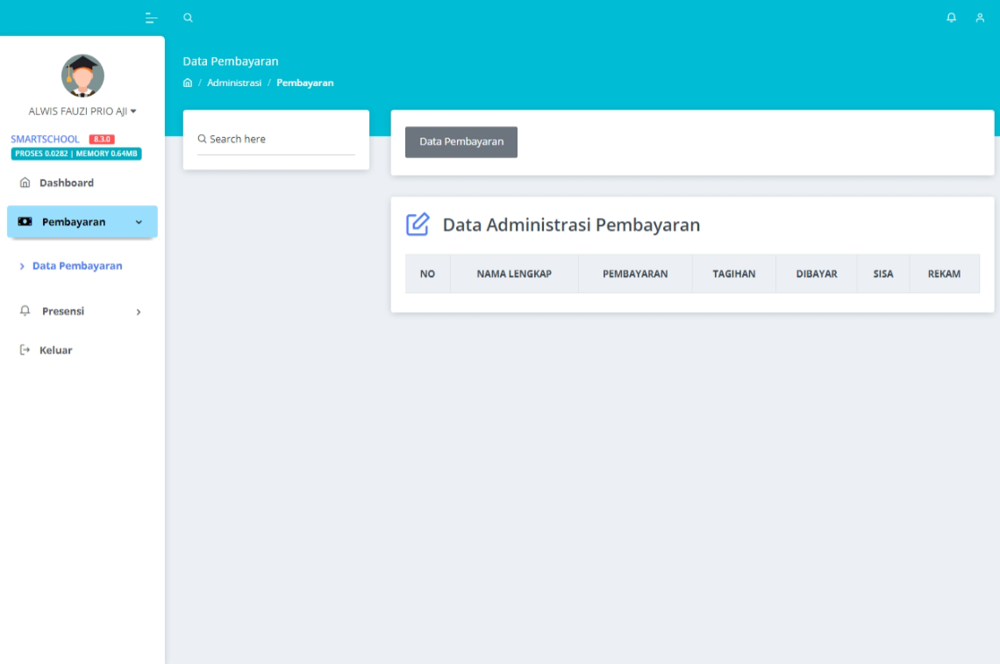 ALWIS FAUZI PRIO AJI
SMARTSCHOOL 8.3.0
PROSES 0.0282 | MEMORY 0.64MB
Dashboard
Pembayaran
Data Pembayaran
Presensi
Keluar
Data Pembayaran
/ Administrasi / Pembayaran
Search here
Data Pembayaran
Data Administrasi Pembayaran
NO NAMA LENGKAP PEMBAYARAN TAGIHAN DIBAYAR SISA REKAM